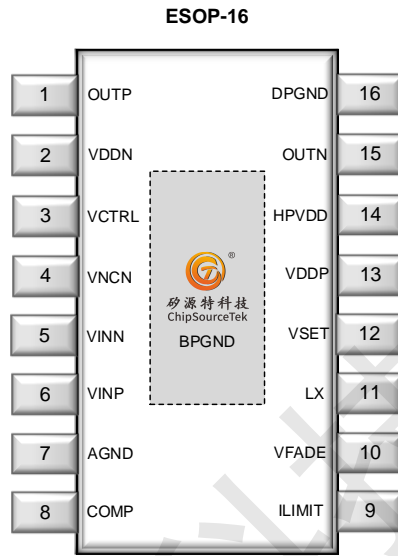 ESOP-16
1 OUTP DPGND 16
2 VDDN OUTN 15
3 VCTRL HPVDD 14
4 VNCN VDDP 13
5 VINN VSET 12
6 VINP LX 11
7 AGND VFADE 10
8 COMP ILIMIT 9
®
矽源特科技
ChipSourceTek
BPGND